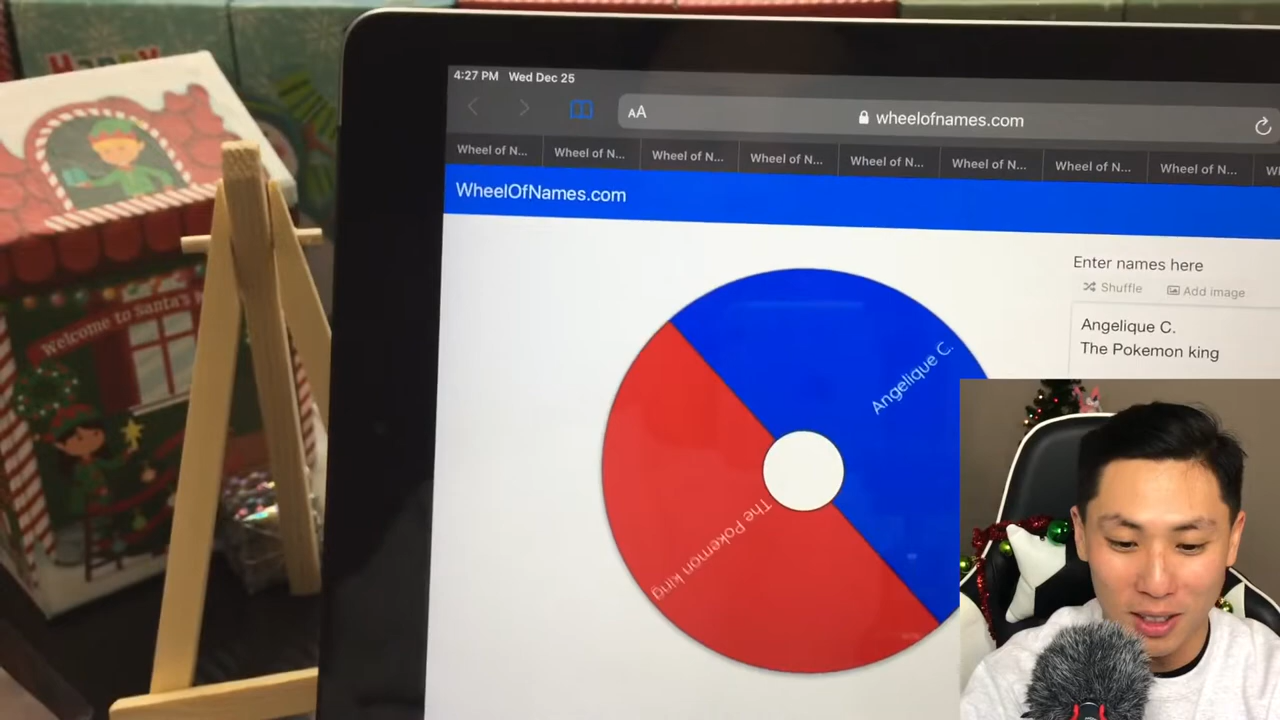 Happy
Welcome to Santa's
4:27 PM Wed Dec 25
AA
wheelofnames.com
Wheel of N...
Wheel of N...
Wheel of N...
Wheel of N...
Wheel of N...
Wheel of N...
Wheel of N...
Wheel of N...
WheelOfNames.com
Enter names here
Shuffle
Add image
Angelique C.
The Pokemon king
Angelique C.
The Pokemon king